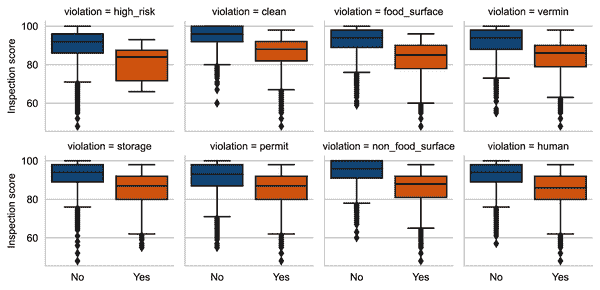 violation = high_risk
violation = clean
violation = food_surface
violation = vermin
Inspection score
100
80
60
violation = storage
violation = permit
violation = non_food_surface
violation = human
Inspection score
100
80
60
No
Yes
No
Yes
No
Yes
No
Yes